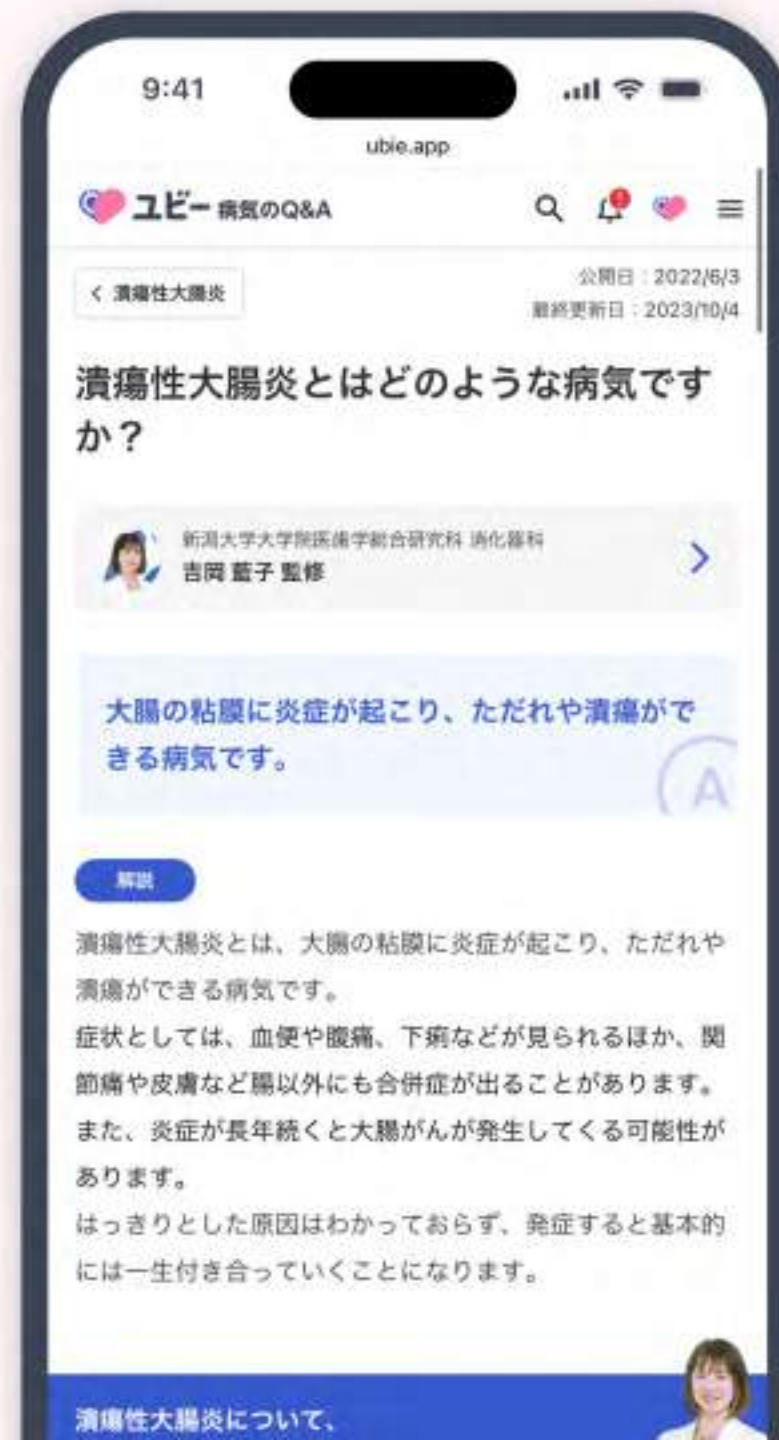 9:41
ubie.app
ユビー 病気のQ&A
潰瘍性大腸炎
公開日：2022/6/3
最終更新日：2023/10/4
潰瘍性大腸炎とはどのような病気です
か？
新潟大学大学院医歯学総合研究科 消化器科
吉岡 藍子 監修
大腸の粘膜に炎症が起こり、ただれや潰瘍がで
きる病気です。
A
解説
潰瘍性大腸炎とは、大腸の粘膜に炎症が起こり、ただれや
潰瘍ができる病気です。
症状としては、血便や腹痛、下痢などが見られるほか、関
節痛や皮膚など腸以外にも合併症が出ることがあります。
また、炎症が長年続くと大腸がんが発生してくる可能性が
あります。
はっきりとした原因はわかっておらず、発症すると基本的
には一生付き合っていくことになります。
潰瘍性大腸炎について、